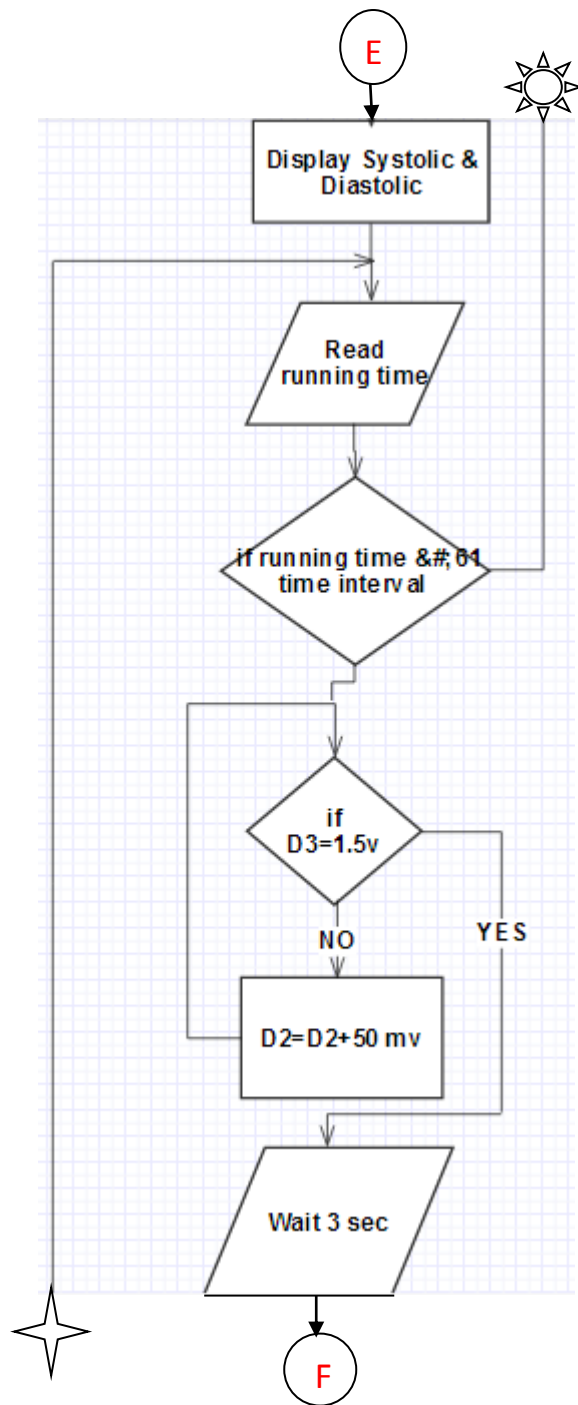 E
Display Systolic &
Diastolic
Read
running time
if running time &#; 61
time interval
if
D3=1.5v
NO
YES
D2=D2+50 mv
Wait 3 sec
F